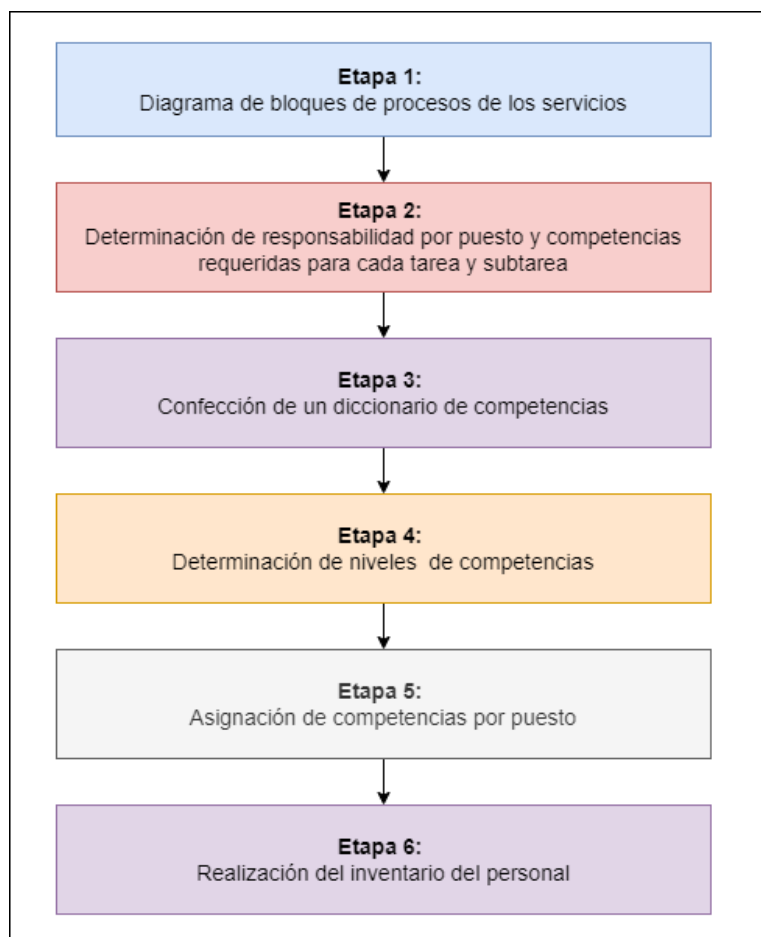 Etapa 1:
Diagrama de bloques de procesos de los servicios
Etapa 2:
Determinación de responsabilidad por puesto y competencias
requeridas para cada tarea y subtarea
Etapa 3:
Confección de un diccionario de competencias
Etapa 4:
Determinación de niveles de competencias
Etapa 5:
Asignación de competencias por puesto
Etapa 6:
Realización del inventario del personal